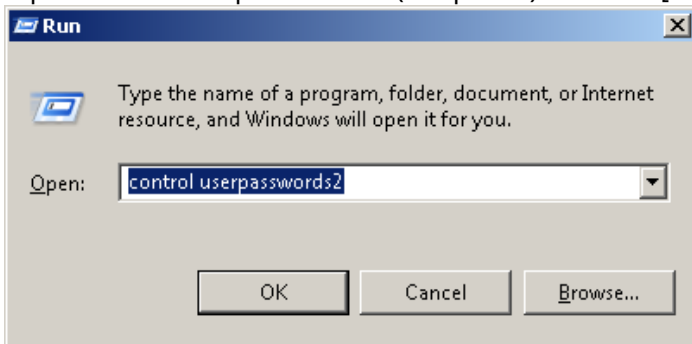 Run
Type the name of a program, folder, document, or Internet
resource, and Windows will open it for you.
Open:
control userpasswords2
OK
Cancel
Browse...